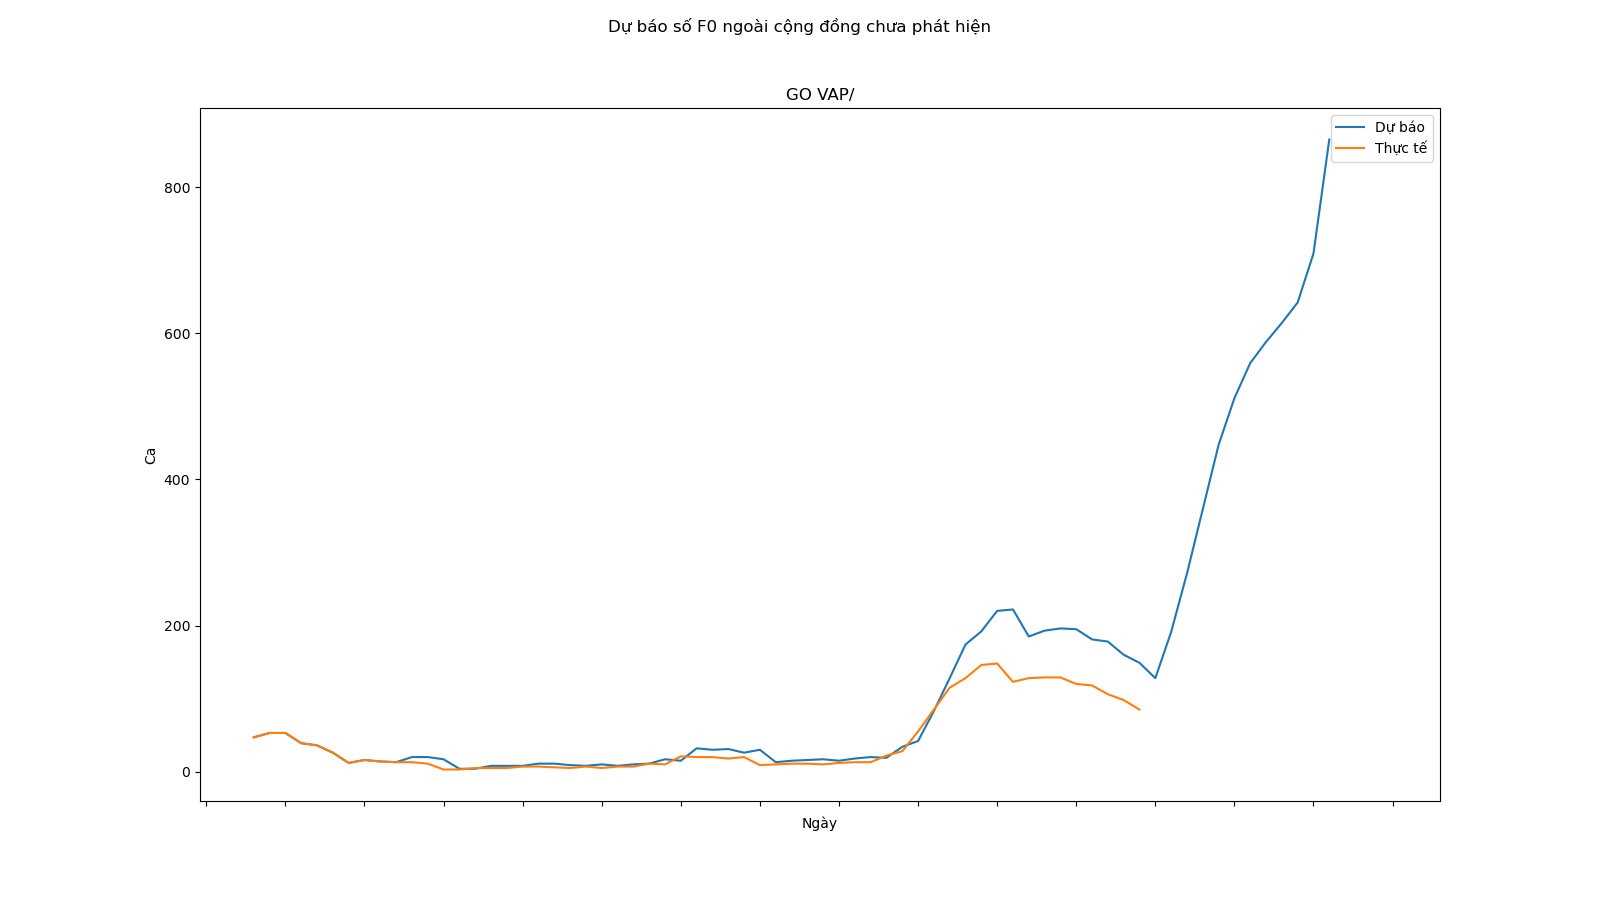 Dự báo số F0 ngoài cộng đồng chưa phát hiện
GO VAP/
Dự báo
Thực tế
800
600
400
200
0
Ca
Ngày